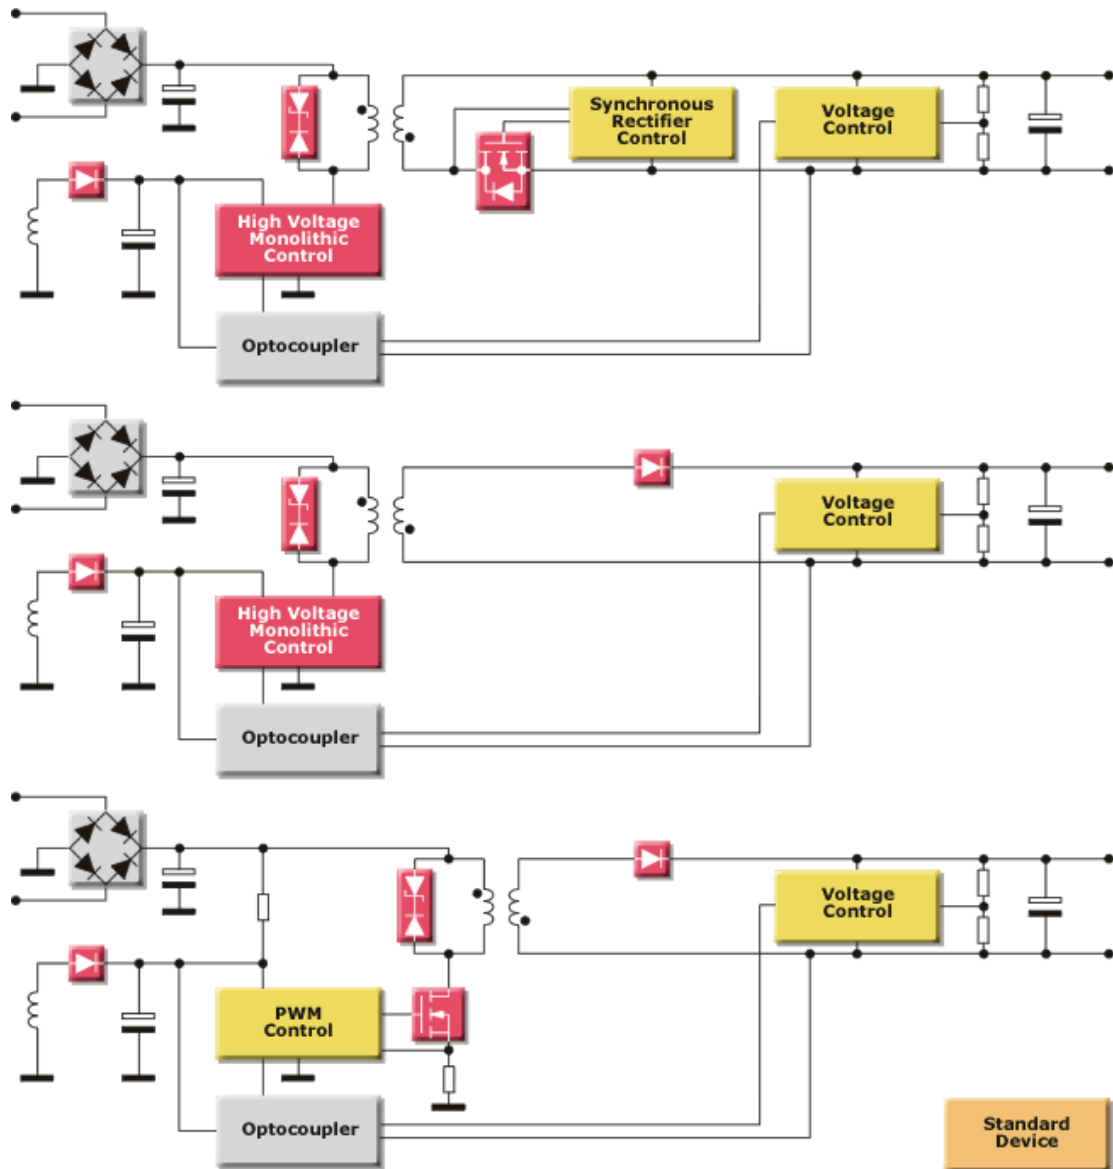 Synchronous
Rectifier
Control
Voltage
Control
High Voltage
Monolithic
Control
Optocoupler
Voltage
Control
High Voltage
Monolithic
Control
Optocoupler
Voltage
Control
PWM
Control
Optocoupler
Standard
Device